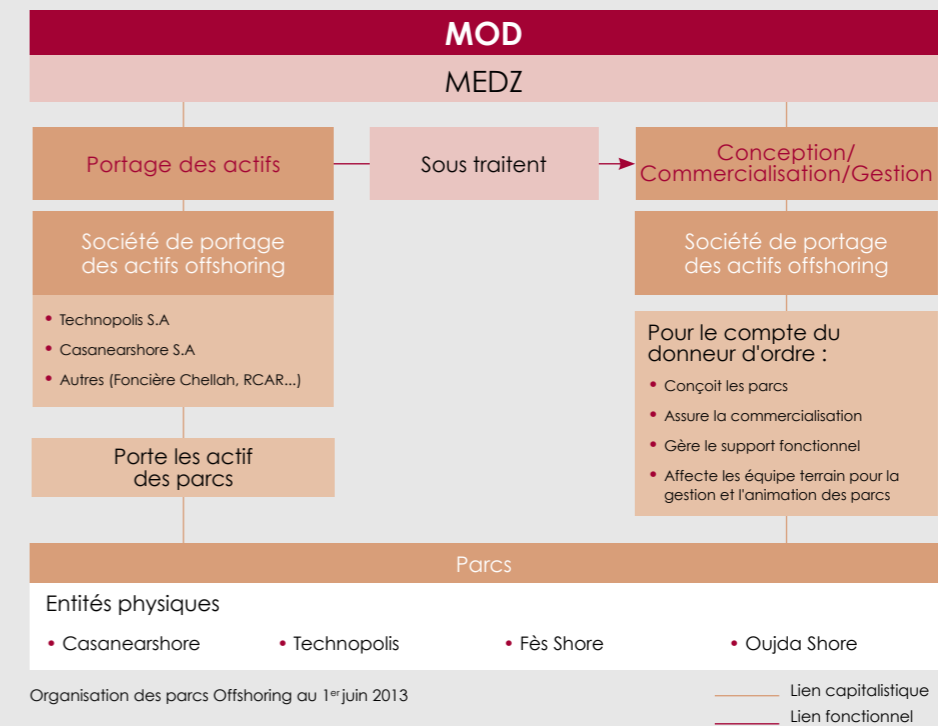 MOD
MEDZ
Portage des actifs
Sous traitent
Conception/
Commercialisation/Gestion
Société de portage
des actifs offshoring
• Technopolis S.A
• Casanearshore S.A
• Autres (Foncière Chellah, RCAR...)
Porte les actif
des parcs
Société de portage
des actifs offshoring
Pour le compte du
donneur d'ordre :
• Conçoit les parcs
• Assure la commercialisation
• Gère le support fonctionnel
• Affecte les équipe terrain pour la
gestion et l'animation des parcs
Parcs
Entités physiques
• Casanearshore
• Technopolis
• Fès Shore
• Oujda Shore
Organisation des parcs Offshoring au 1er juin 2013
Lien capitalistique
Lien fonctionnel